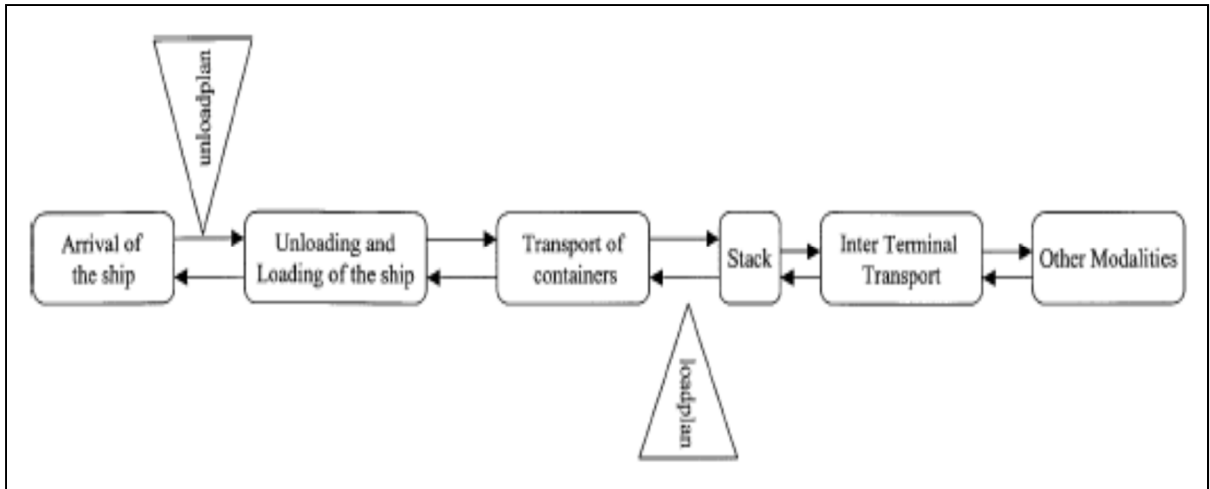 unloadplan
Arrival of
the ship
Unloading and
Loading of the ship
Transport of
containers
Stack
Inter Terminal
Transport
Other Modalities
loadplan